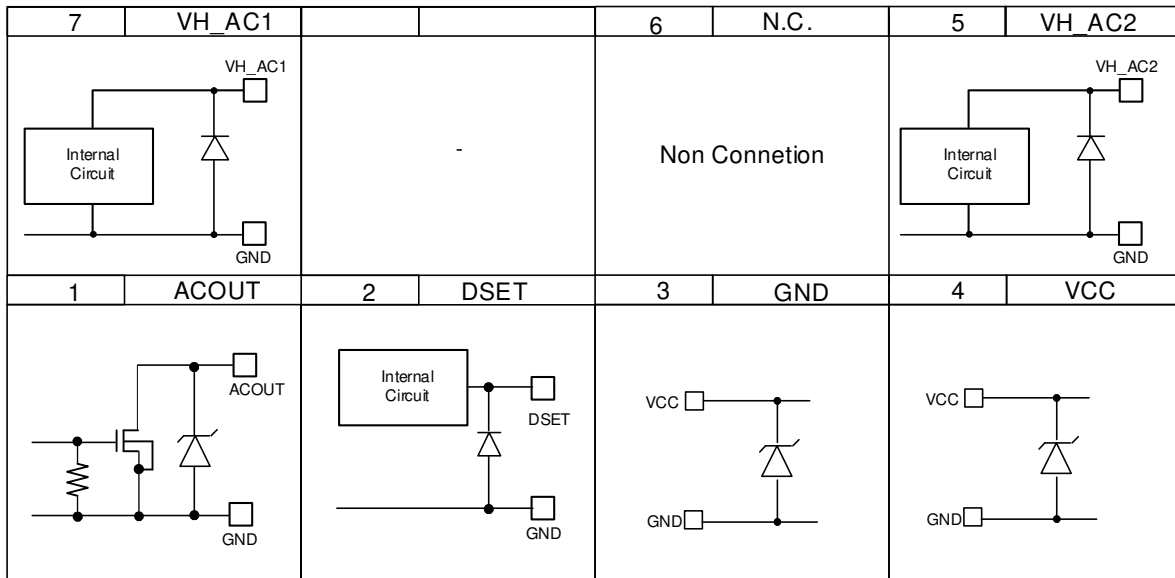 7 VH_AC1 6 N.C. 5 VH_AC2
VH_AC1
Internal
Circuit
GND
-
Non Connetion
VH_AC2
Internal
Circuit
GND
1 ACOUT 2 DSET 3 GND 4 VCC
ACOUT
GND
Internal
Circuit
DSET
GND
VCC
GND
VCC
GND